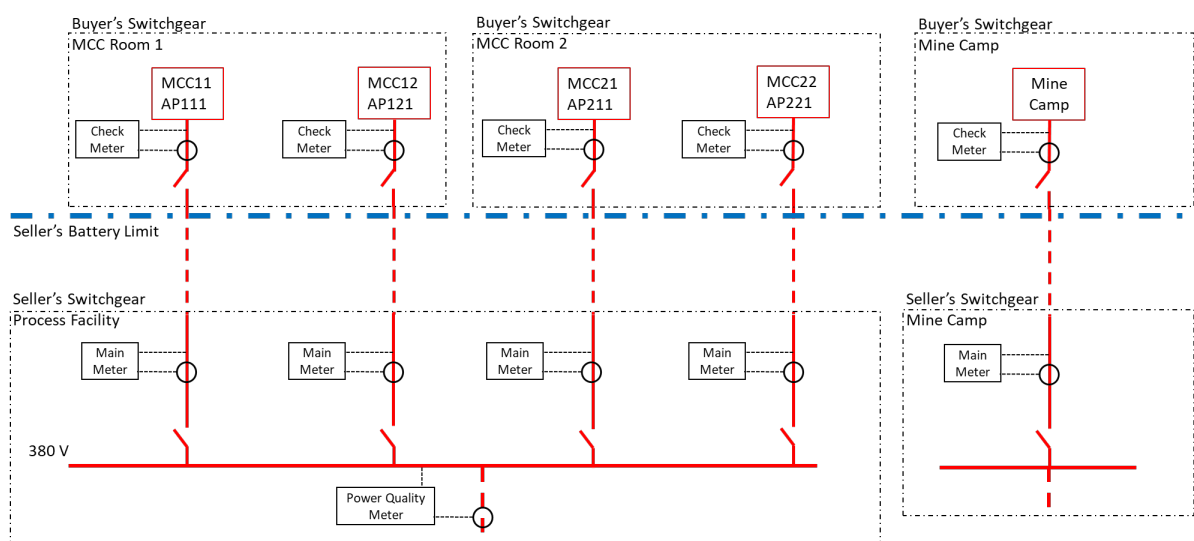 Buyer's Switchgear
MCC Room 1
Buyer's Switchgear
MCC Room 2
Buyer's Switchgear
Mine Camp
MCC11
AP111
MCC12
AP121
MCC21
AP211
MCC22
AP221
Mine
Camp
Check
Meter
Check
Meter
Check
Meter
Check
Meter
Check
Meter
Seller's Battery Limit
Seller's Switchgear
Process Facility
Seller's Switchgear
Mine Camp
Main
Meter
Main
Meter
Main
Meter
Main
Meter
Main
Meter
380 V
Power Quality
Meter